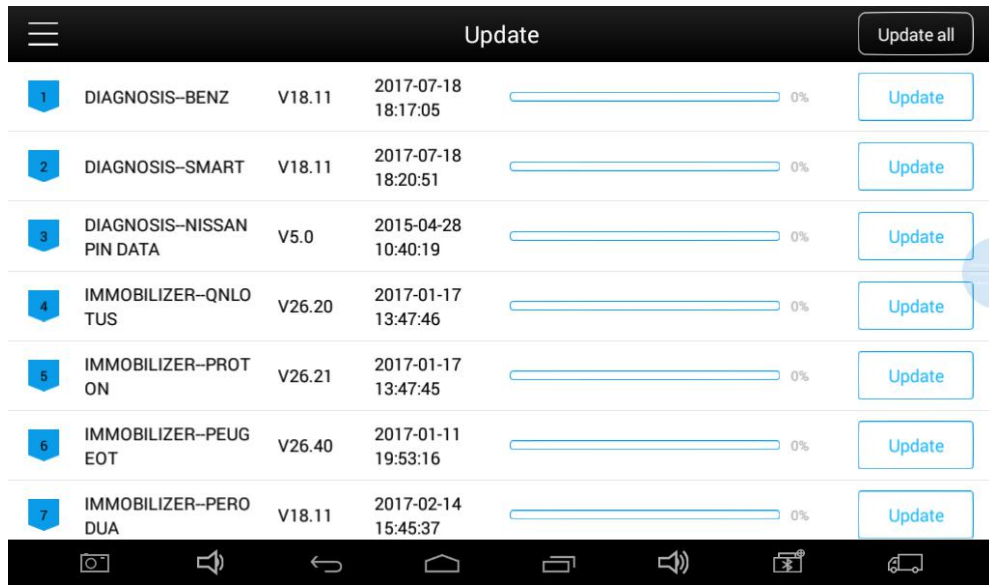 Update
Update all
1 DIAGNOSIS--BENZ V18.11 2017-07-18 0% Update
18:17:05
2 DIAGNOSIS--SMART V18.11 2017-07-18 0% Update
18:20:51
3 DIAGNOSIS--NISSAN V5.0 2015-04-28 0% Update
PIN DATA 10:40:19
4 IMMOBILIZER--QNLO V26.20 2017-01-17 0% Update
TUS 13:47:46
5 IMMOBILIZER--PROT V26.21 2017-01-17 0% Update
ON 13:47:45
6 IMMOBILIZER--PEUG V26.40 2017-01-11 0% Update
EOT 19:53:16
7 IMMOBILIZER--PERO V18.11 2017-02-14 0% Update
DUA 15:45:37